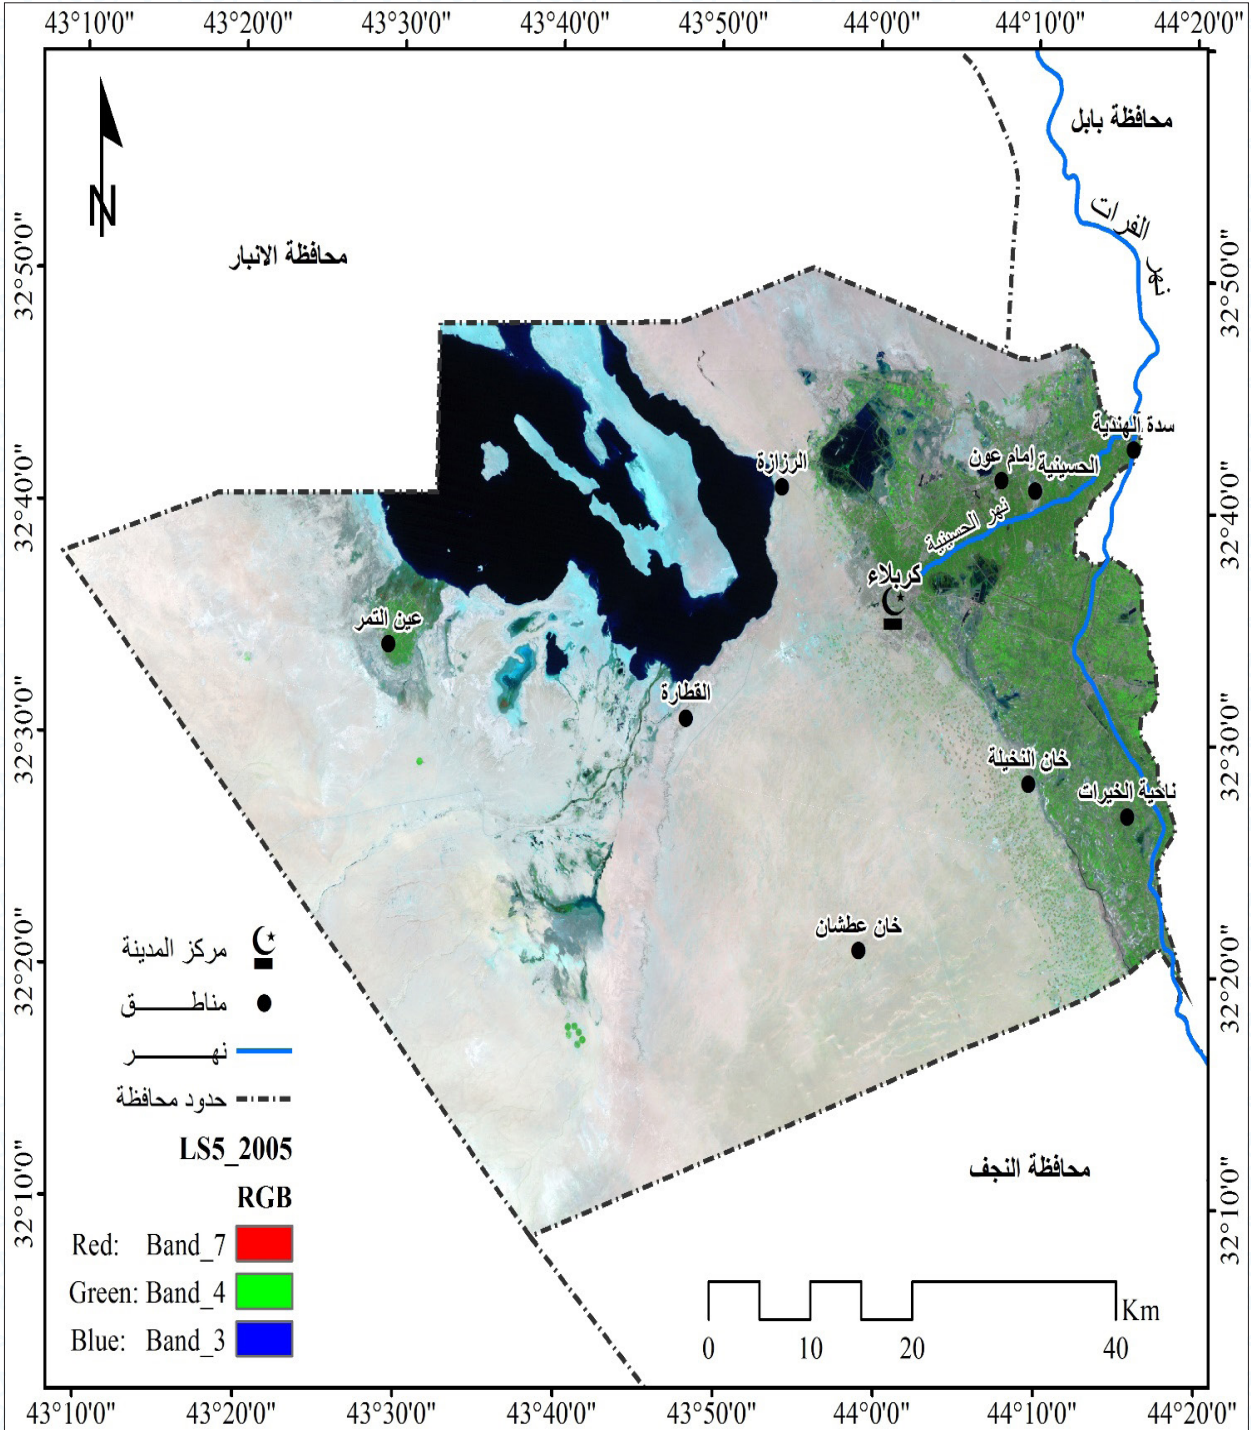 43°10'0" 43°20'0" 43°30'0" 43°40'0" 43°50'0" 44°0'0" 44°10'0" 44°20'0"
N
محافظة بابل
نهر الفرات
محافظة الانبار
32°50'0" 32°50'0"
سدة الهندية
الحسينية
إمام عون
الرزازة
32°40'0" 32°40'0"
نهر الحسينية
كربلاء
عين التمر
القطارة
32°30'0" 32°30'0"
خان النخيلة
ناحية الخيرات
خان عطشان
32°20'0" 32°20'0"
مركز المدينة
مناطــــــق
نهــــــــر
حدود محافظة
LS5_2005
RGB
محافظة النجف
32°10'0" 32°10'0"
Red: Band_7
Green: Band_4
Blue: Band_3
Km
0 10 20 40
43°10'0" 43°20'0" 43°30'0" 43°40'0" 43°50'0" 44°0'0" 44°10'0" 44°20'0"